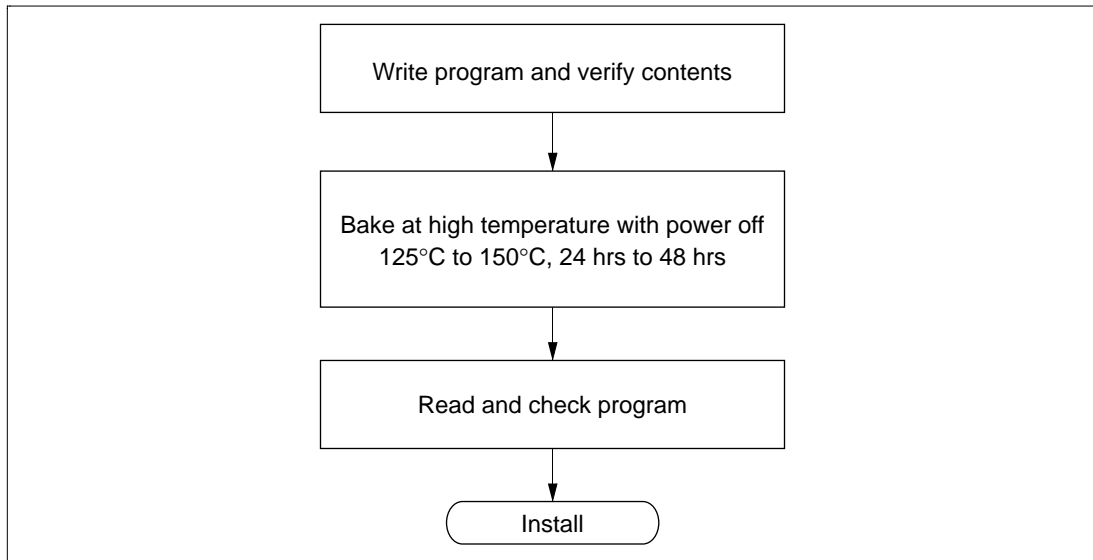 Write program and verify contents
Bake at high temperature with power off
125°C to 150°C, 24 hrs to 48 hrs
Read and check program
Install